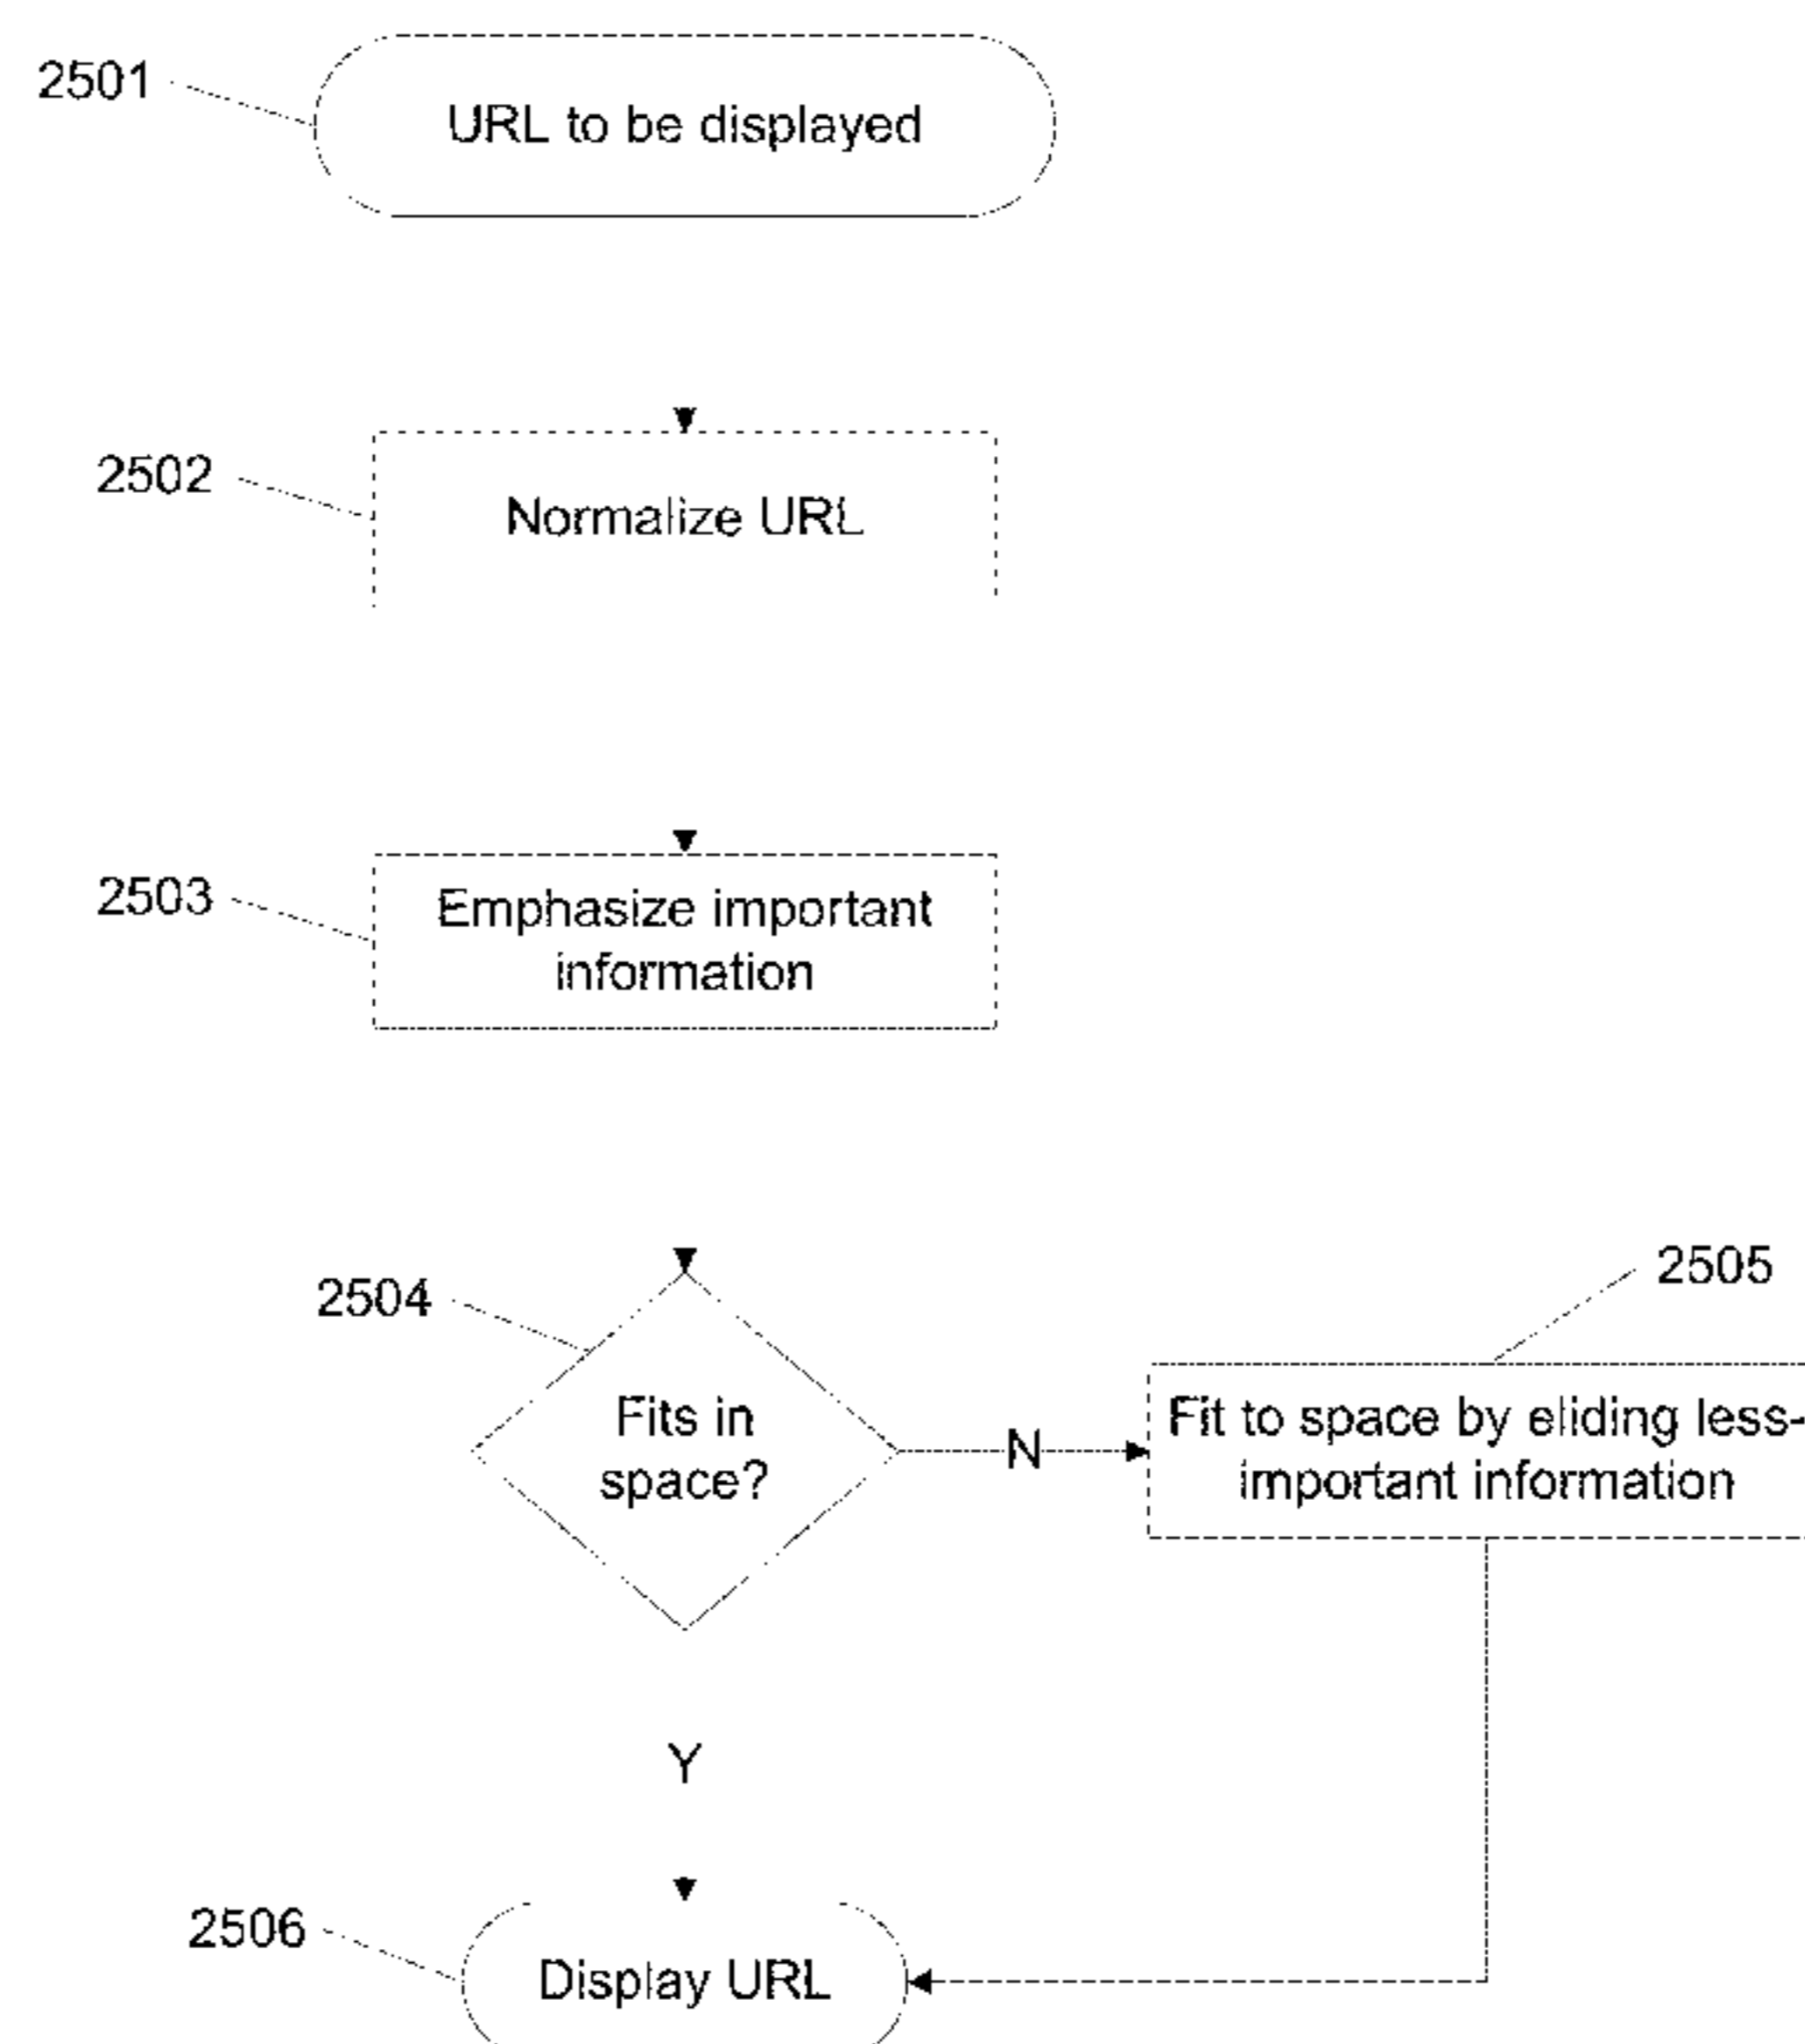 2501
URL to be displayed
2502
Normalize URL
2503
Emphasize important
information
2504
Fits in
space?
N
2505
Fit to space by eliding less-
important information
Y
2506
Display URL